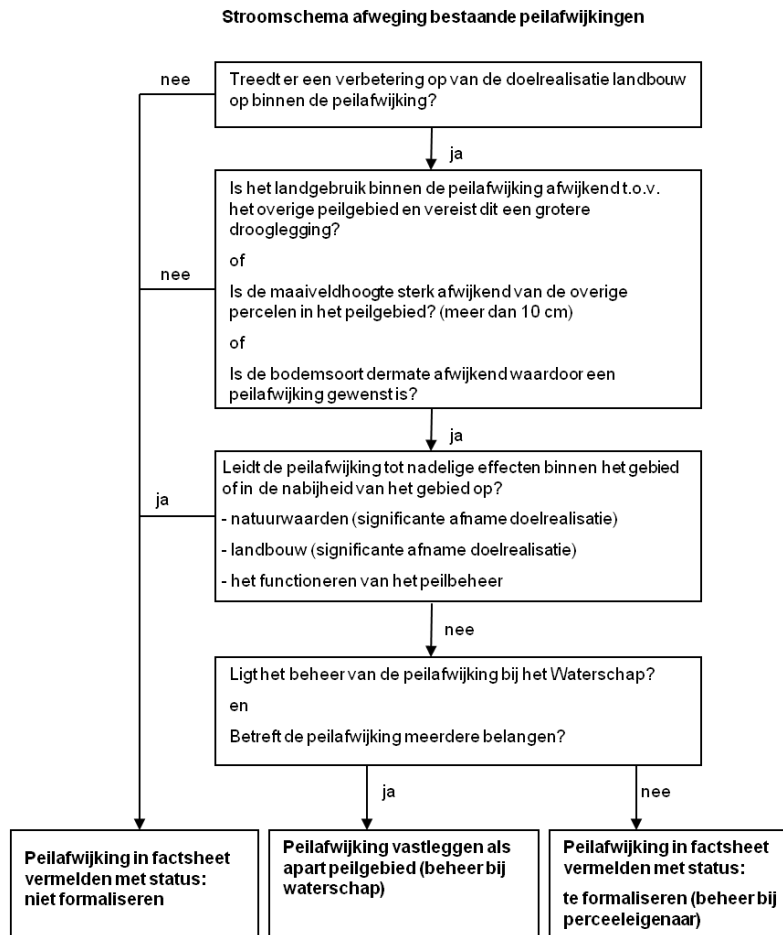 Stroomschema afweging bestaande peilafwijkingen
nee
Treedt er een verbetering op van de doelrealisatie landbouw
op binnen de peilafwijking?
ja
Is het landgebruik binnen de peilafwijking afwijkend t.o.v.
het overige peilgebied en vereist dit een grotere
drooglegging?
of
nee
Is de maaiveldhoogte sterk afwijkend van de overige
percelen in het peilgebied? (meer dan 10 cm)
of
Is de bodemsoort dermate afwijkend waardoor een
peilafwijking gewenst is?
ja
Leidt de peilafwijking tot nadelige effecten binnen het gebied
of in de nabijheid van het gebied op?
ja
- natuurwaarden (significante afname doelrealisatie)
- landbouw (significante afname doelrealisatie)
- het functioneren van het peilbeheer
nee
Ligt het beheer van de peilafwijking bij het Waterschap?
en
Betreft de peilafwijking meerdere belangen?
ja
nee
Peilafwijking in factsheet
vermelden met status:
niet formaliseren
Peilafwijking vastleggen als
apart peilgebied (beheer bij
waterschap)
Peilafwijking in factsheet
vermelden met status:
te formaliseren (beheer bij
perceeleigenaar)